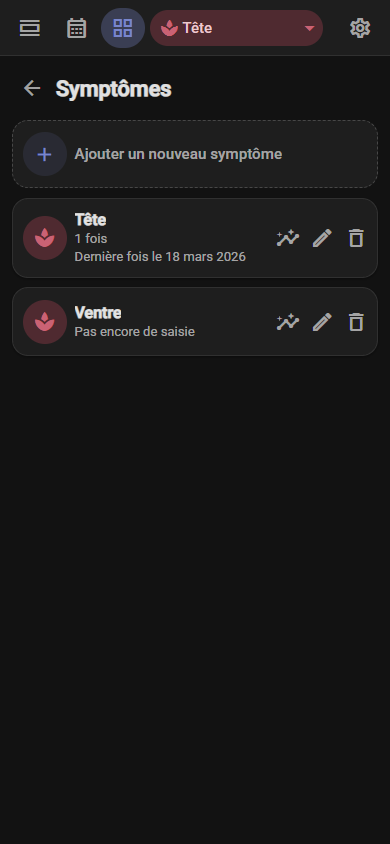 Tête
Symptômes
Ajouter un nouveau symptôme
Tête
1 fois
Dernière fois le 18 mars 2026
Ventre
Pas encore de saisie